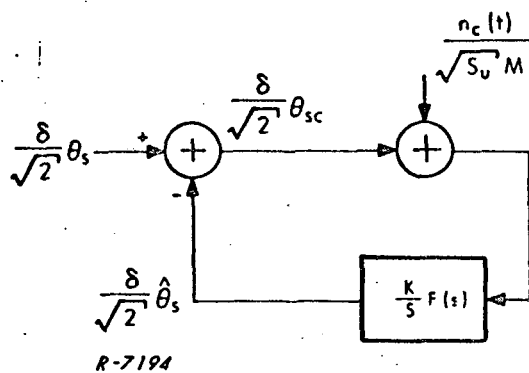 n_c(t)
√S_u M
δ/√2 θ_sc
δ/√2 θ_s
+
+
+
-
δ/√2 θ̂_s
K/S F(s)
R-7194